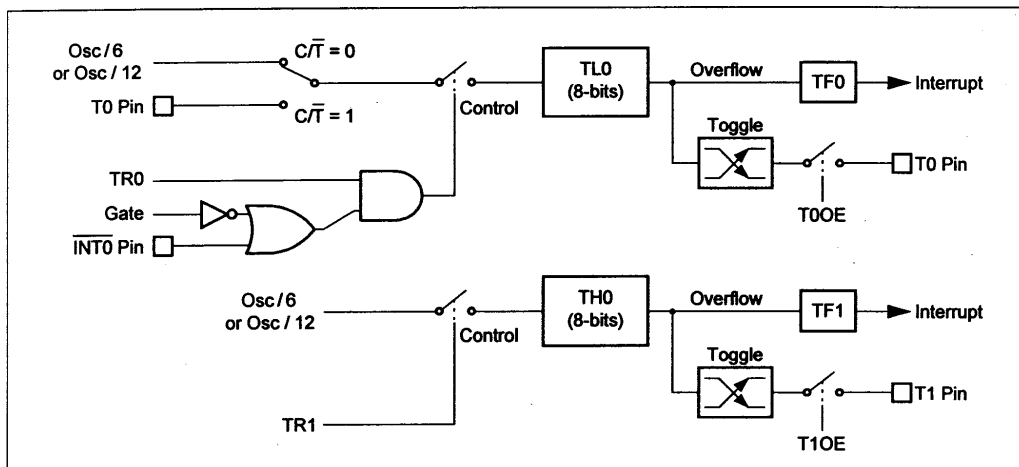 Osc / 6
or Osc / 12
C/T̅ = 0
T0 Pin
C/T̅ = 1
Control
TL0
(8-bits)
Overflow
TF0
Interrupt
Toggle
T0 Pin
T0OE
TR0
Gate
I̅N̅T̅0̅ Pin
Osc / 6
or Osc / 12
Control
TH0
(8-bits)
Overflow
TF1
Interrupt
Toggle
T1 Pin
T1OE
TR1